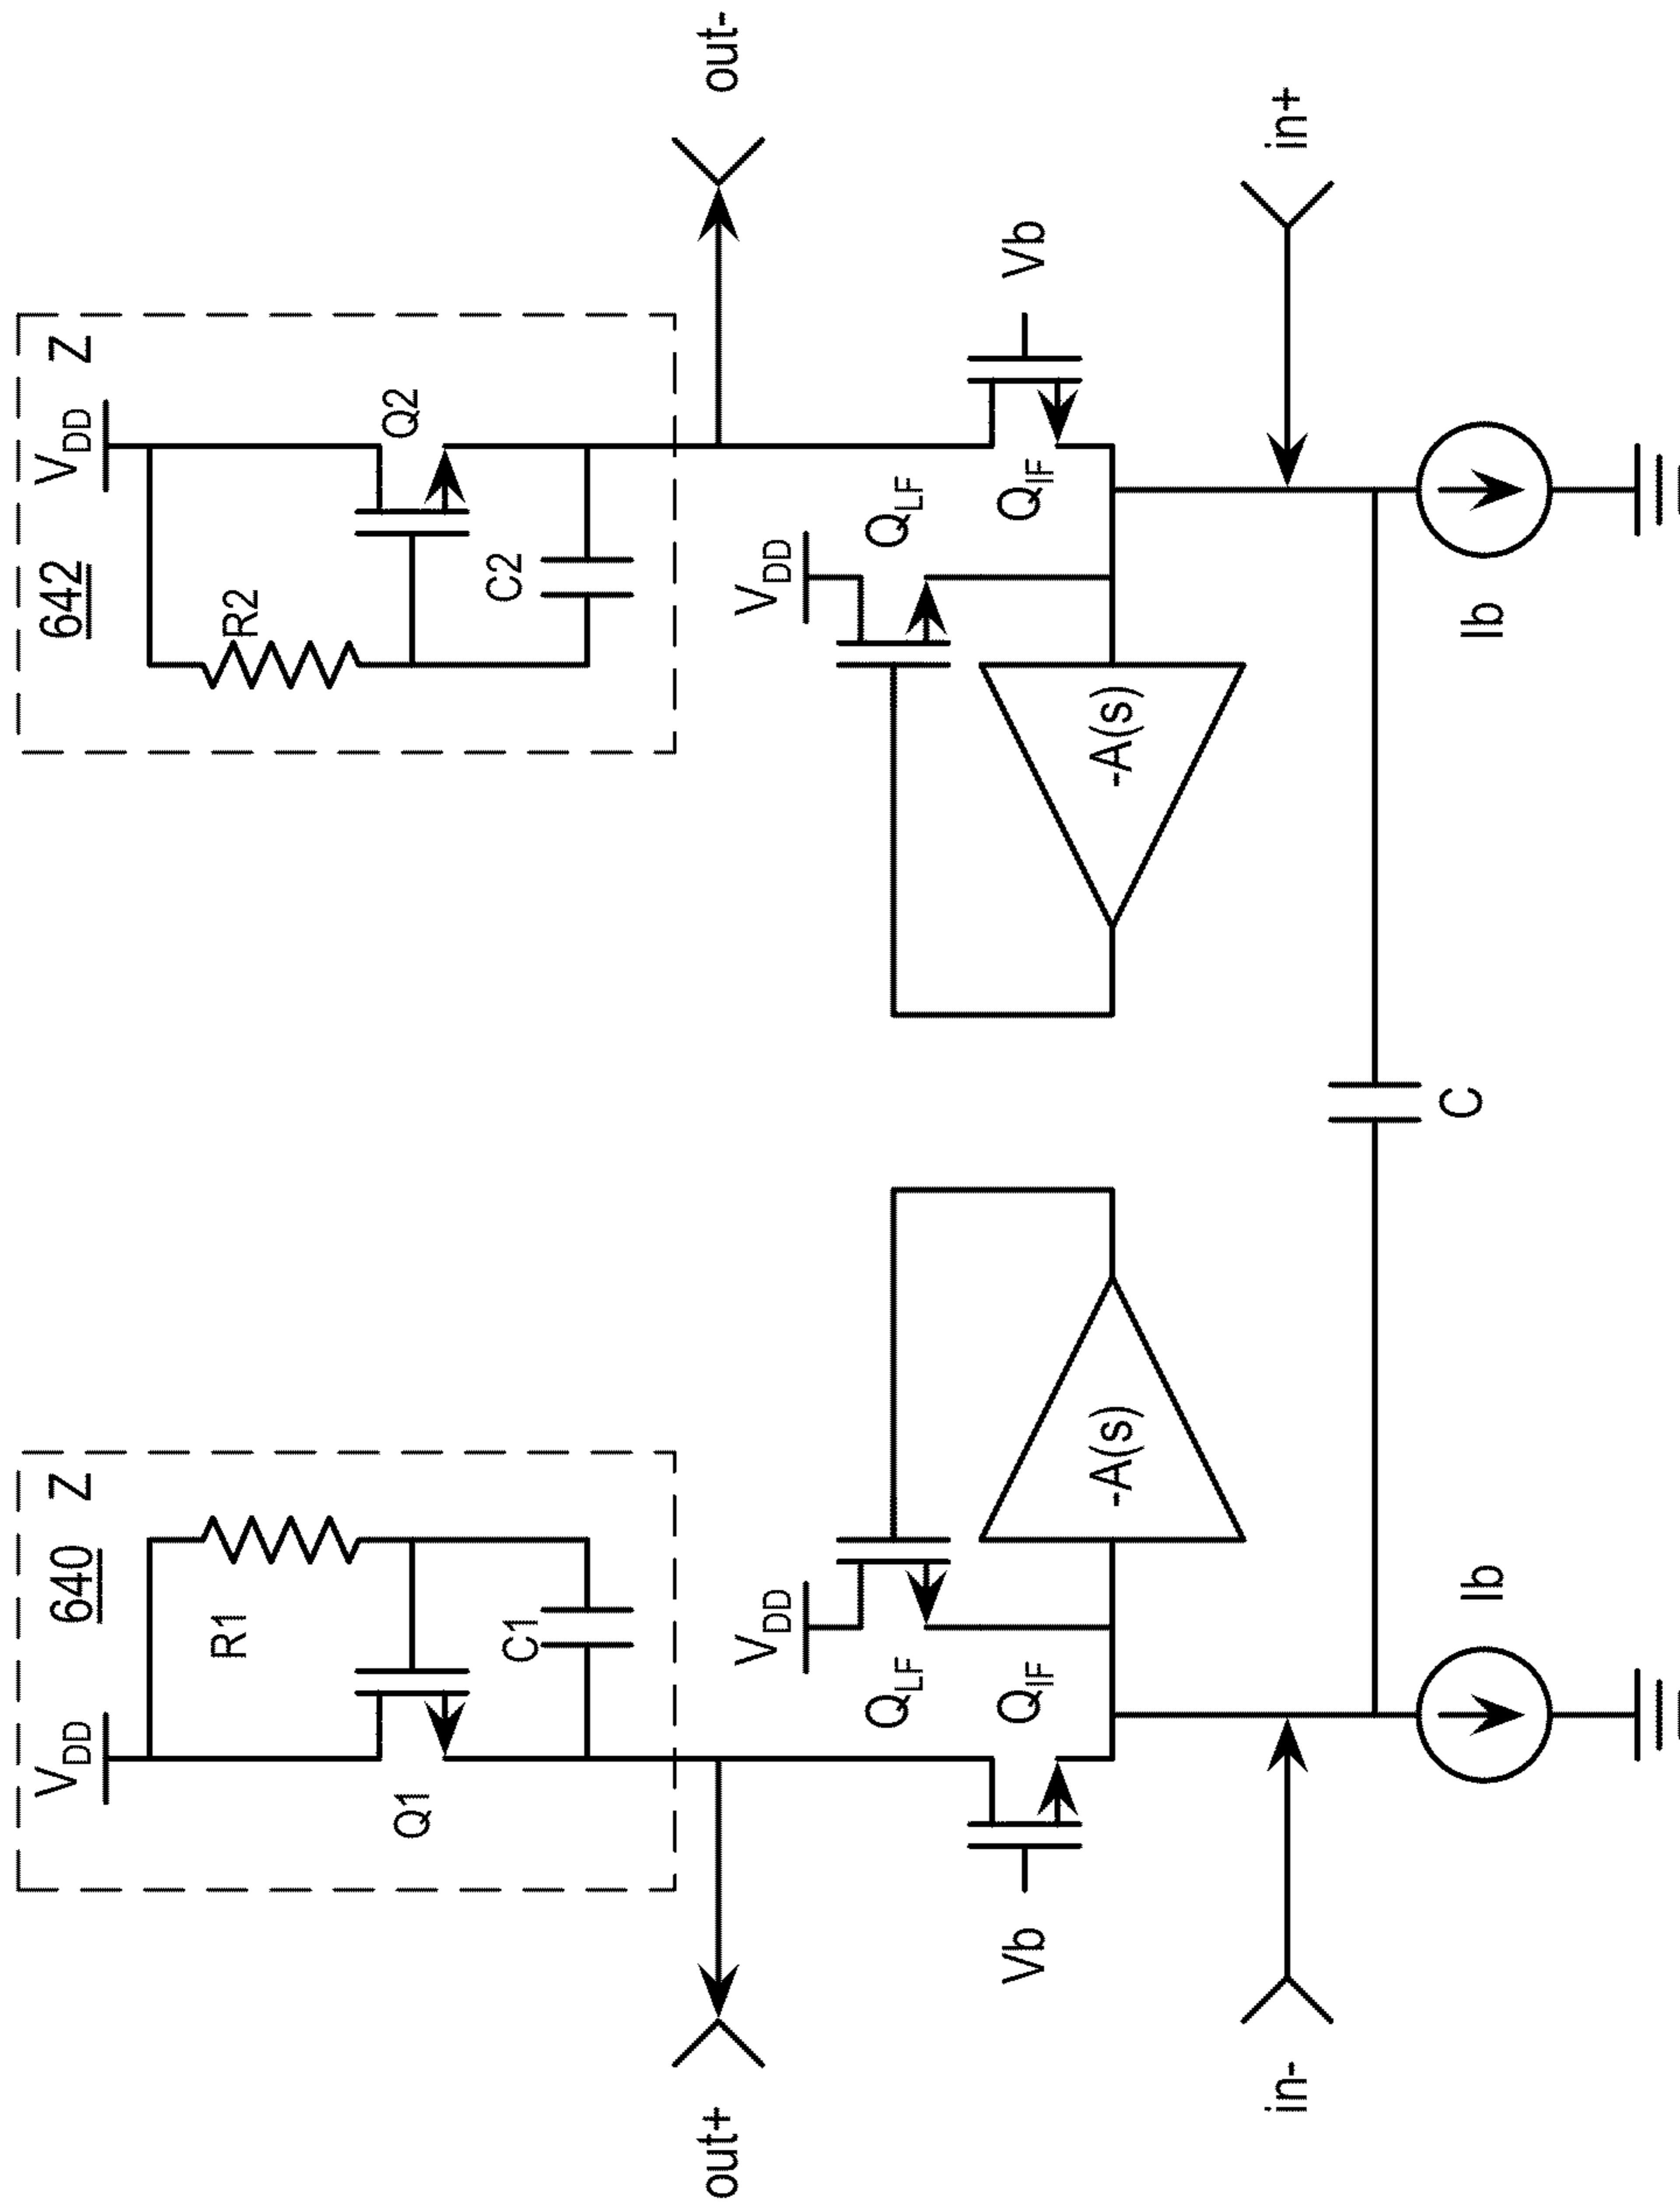 V_DD
640
Z
642
V_DD
Z
R1
R2
Q1
Q2
C1
C2
out+
out-
V_DD
V_DD
Q_LF
Q_LF
Vb
Q_IF
Q_IF
Vb
-A(s)
-A(s)
in-
in+
C
Ib
Ib